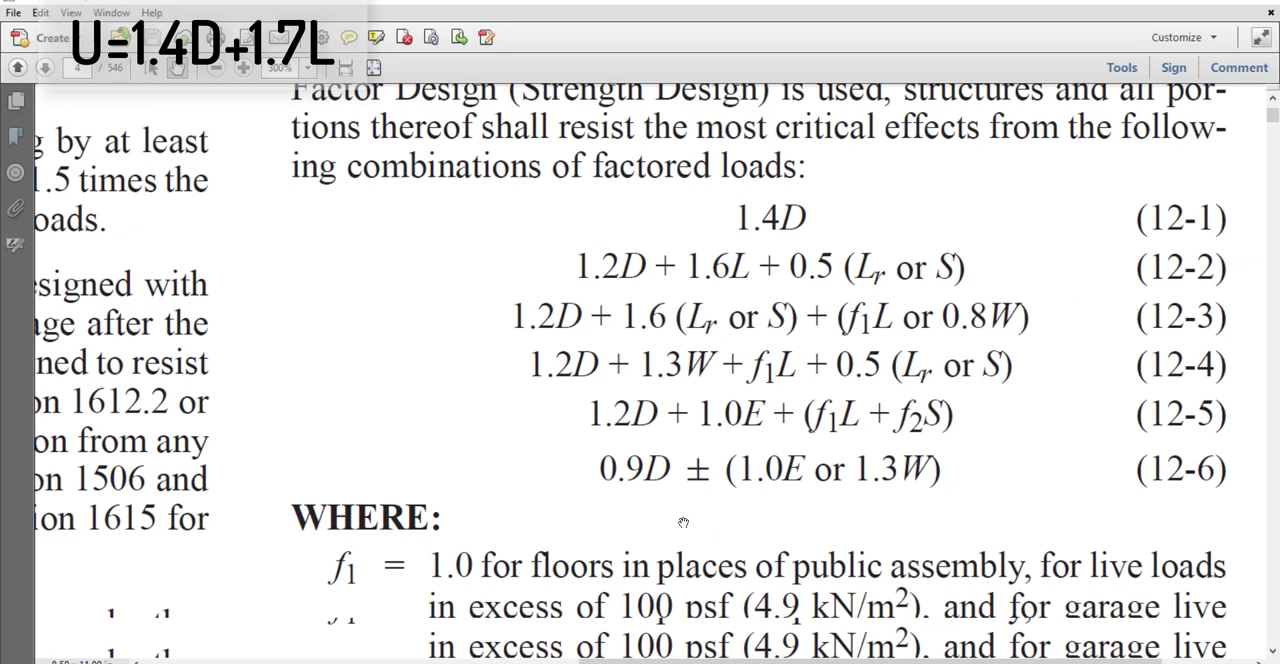 File Edit View Window Help
U=1.4D+1.7L
Create
Customize
4 / 546
300%
Tools Sign Comment
g by at least
1.5 times the
oads.
esigned with
age after the
ned to resist
on 1612.2 or
on from any
on 1506 and
ion 1615 for
Factor Design (Strength Design) is used, structures and all por-
tions thereof shall resist the most critical effects from the follow-
ing combinations of factored loads:
1.4D (12-1)
1.2D + 1.6L + 0.5 (Lr or S) (12-2)
1.2D + 1.6 (Lr or S) + (f1L or 0.8W) (12-3)
1.2D + 1.3W + f1L + 0.5 (Lr or S) (12-4)
1.2D + 1.0E + (f1L + f2S) (12-5)
0.9D ± (1.0E or 1.3W) (12-6)
WHERE:
f1 = 1.0 for floors in places of public assembly, for live loads
in excess of 100 psf (4.9 kN/m2), and for garage live
in excess of 100 psf (4.9 kN/m2), and for garage live